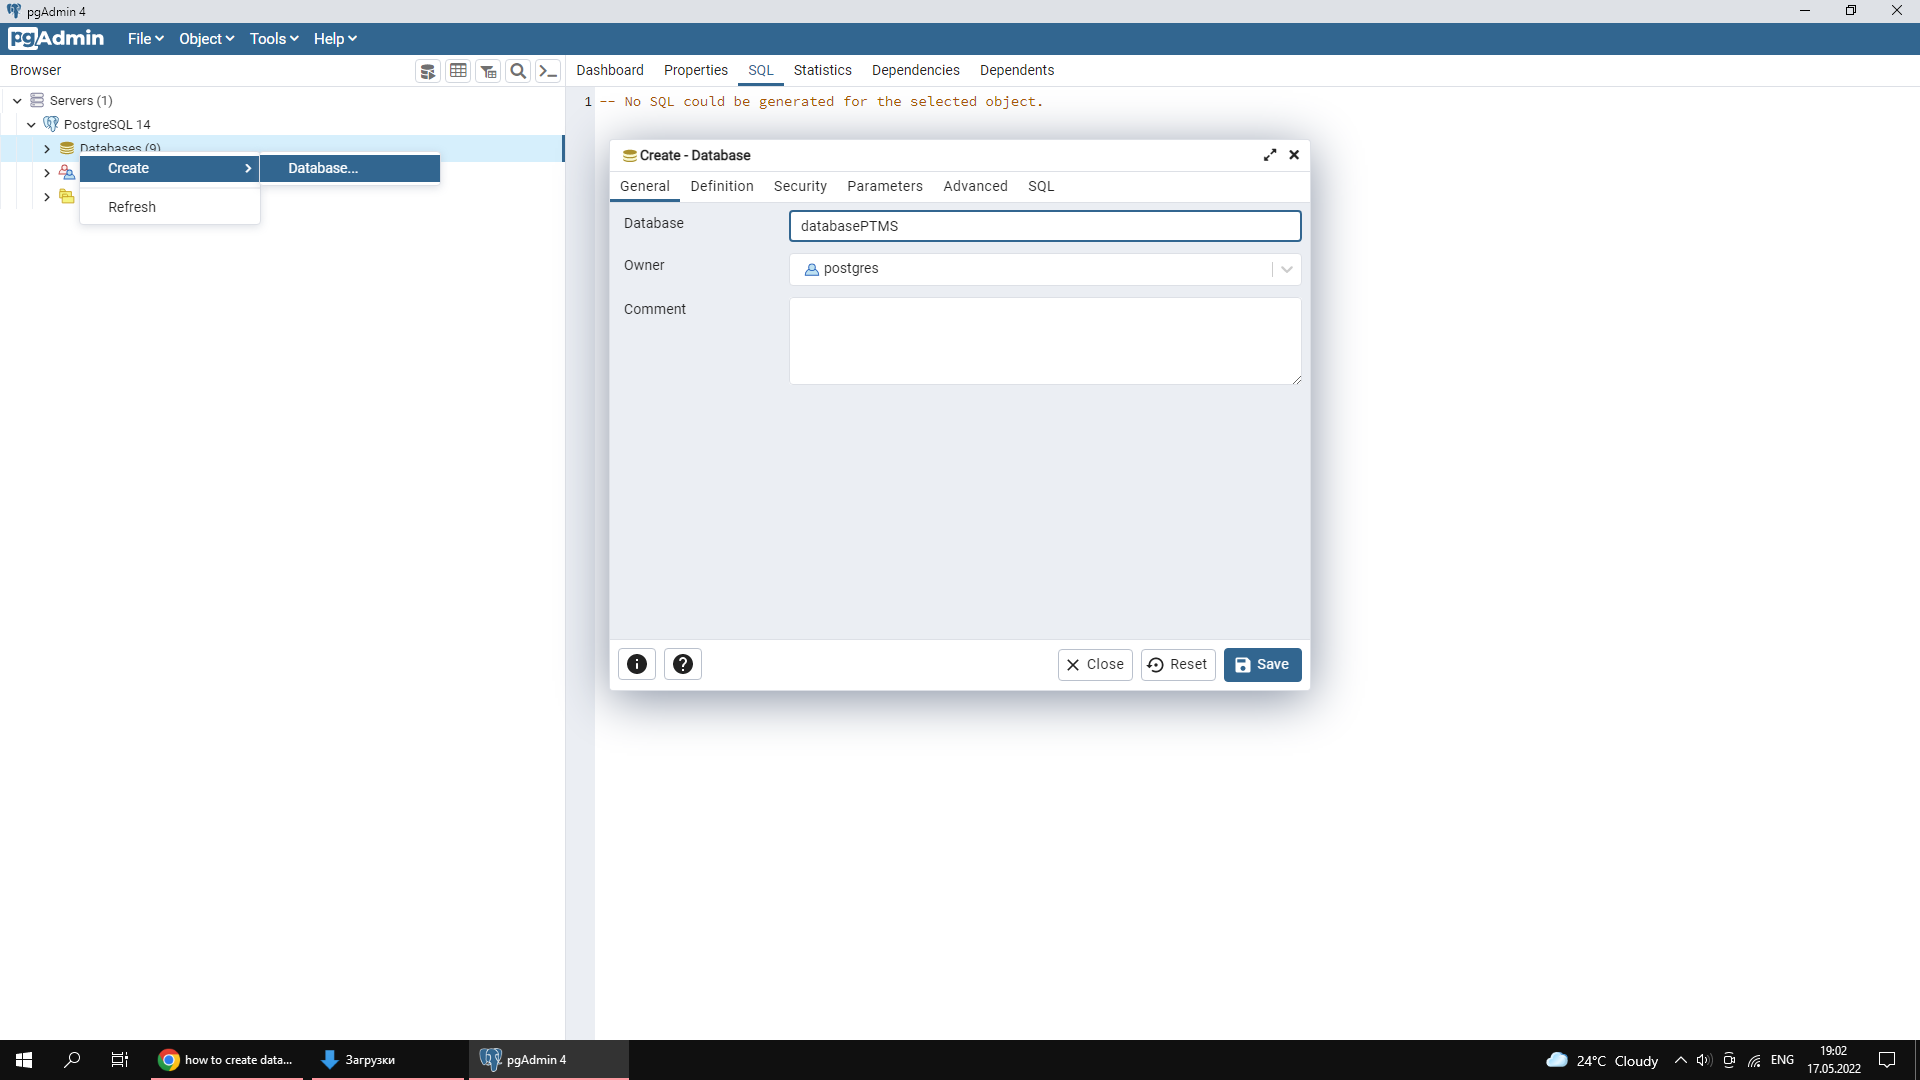 pgAdmin 4
pgAdmin File Object Tools Help
Browser
Dashboard Properties SQL Statistics Dependencies Dependents
Servers (1)
PostgreSQL 14
Databases (9)
Create
Database...
Refresh
1 -- No SQL could be generated for the selected object.
Create - Database
General Definition Security Parameters Advanced SQL
Database databasePTMS
Owner postgres
Comment
Close Reset Save
how to create data...
Загрузки
pgAdmin 4
24°C Cloudy
ENG
19:02
17.05.2022